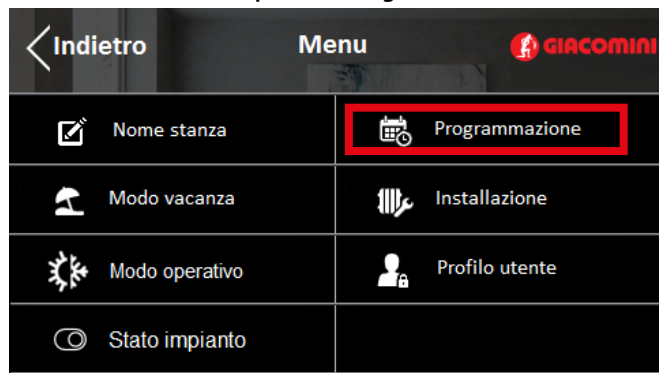 Indietro Menu GIACOMINI
Nome stanza Programmazione
Modo vacanza Installazione
Modo operativo Profilo utente
Stato impianto